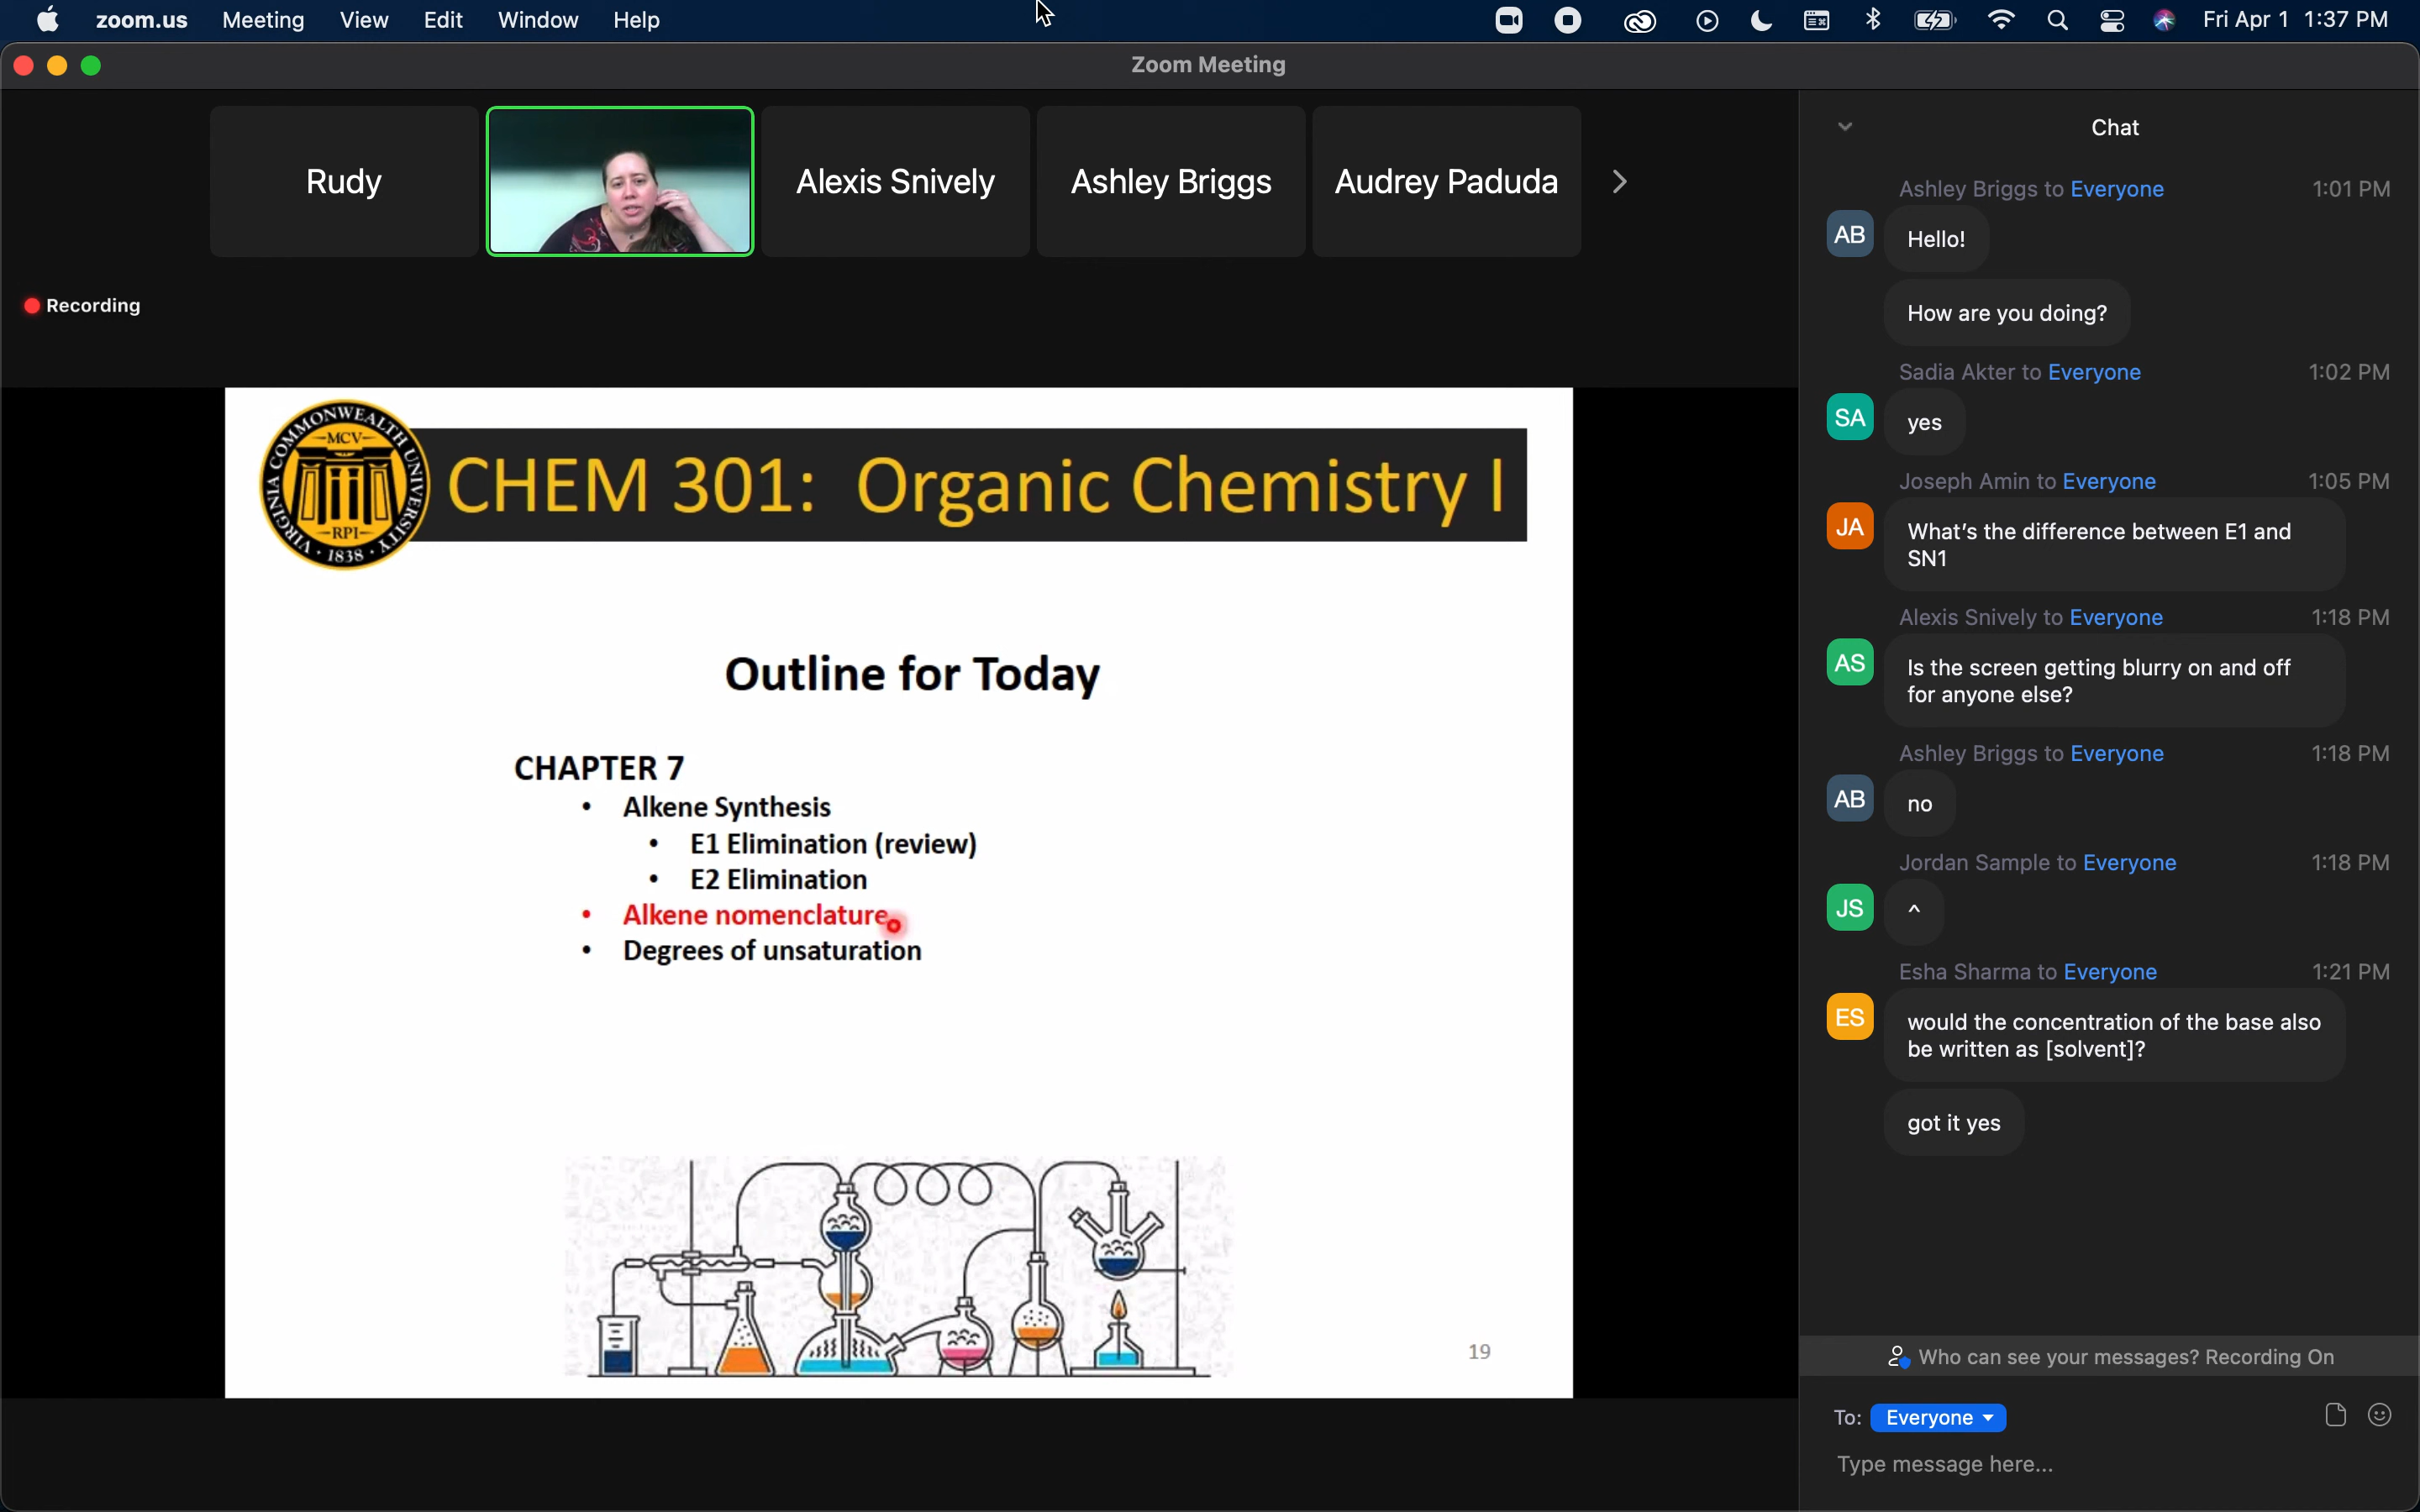 zoom.us Meeting View Edit Window Help Fri Apr 1 1:37 PM
Zoom Meeting
Rudy
Alexis Snively
Ashley Briggs
Audrey Paduda
Recording
VIRGINIA COMMONWEALTH UNIVERSITY
MCV
RPI
1838
CHEM 301: Organic Chemistry I
Outline for Today
CHAPTER 7
• Alkene Synthesis
• E1 Elimination (review)
• E2 Elimination
• Alkene nomenclature
• Degrees of unsaturation
19
Chat
Ashley Briggs to Everyone 1:01 PM
AB
Hello!
How are you doing?
Sadia Akter to Everyone 1:02 PM
SA
yes
Joseph Amin to Everyone 1:05 PM
JA
What's the difference between E1 and
SN1
Alexis Snively to Everyone 1:18 PM
AS
Is the screen getting blurry on and off
for anyone else?
Ashley Briggs to Everyone 1:18 PM
AB
no
Jordan Sample to Everyone 1:18 PM
JS
^
Esha Sharma to Everyone 1:21 PM
ES
would the concentration of the base also
be written as [solvent]?
got it yes
Who can see your messages? Recording On
To: Everyone
Type message here...